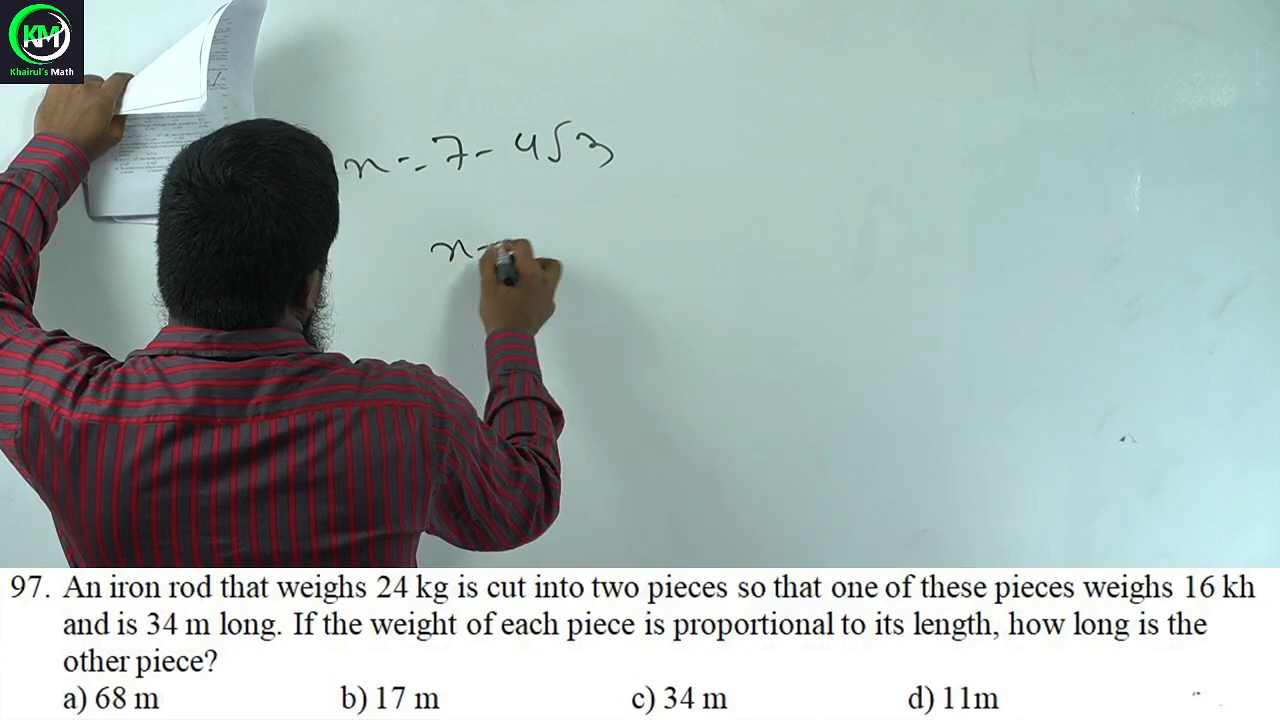 KM
Khairul's Math
x = 7 - 4√3
x
97. An iron rod that weighs 24 kg is cut into two pieces so that one of these pieces weighs 16 kh
and is 34 m long. If the weight of each piece is proportional to its length, how long is the
other piece?
a) 68 m b) 17 m c) 34 m d) 11m